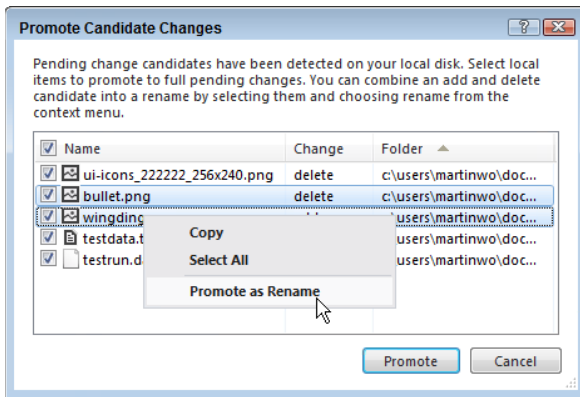 Promote Candidate Changes
Pending change candidates have been detected on your local disk. Select local
items to promote to full pending changes. You can combine an add and delete
candidate into a rename by selecting them and choosing rename from the
context menu.
Name Change Folder
ui-icons_222222_256x240.png delete c:\users\martinwo\doc...
bullet.png delete c:\users\martinwo\doc...
wingding \users\martinwo\doc...
testdata.t users\martinwo\doc...
testrun.d users\martinwo\doc...
Copy
Select All
Promote as Rename
Promote Cancel